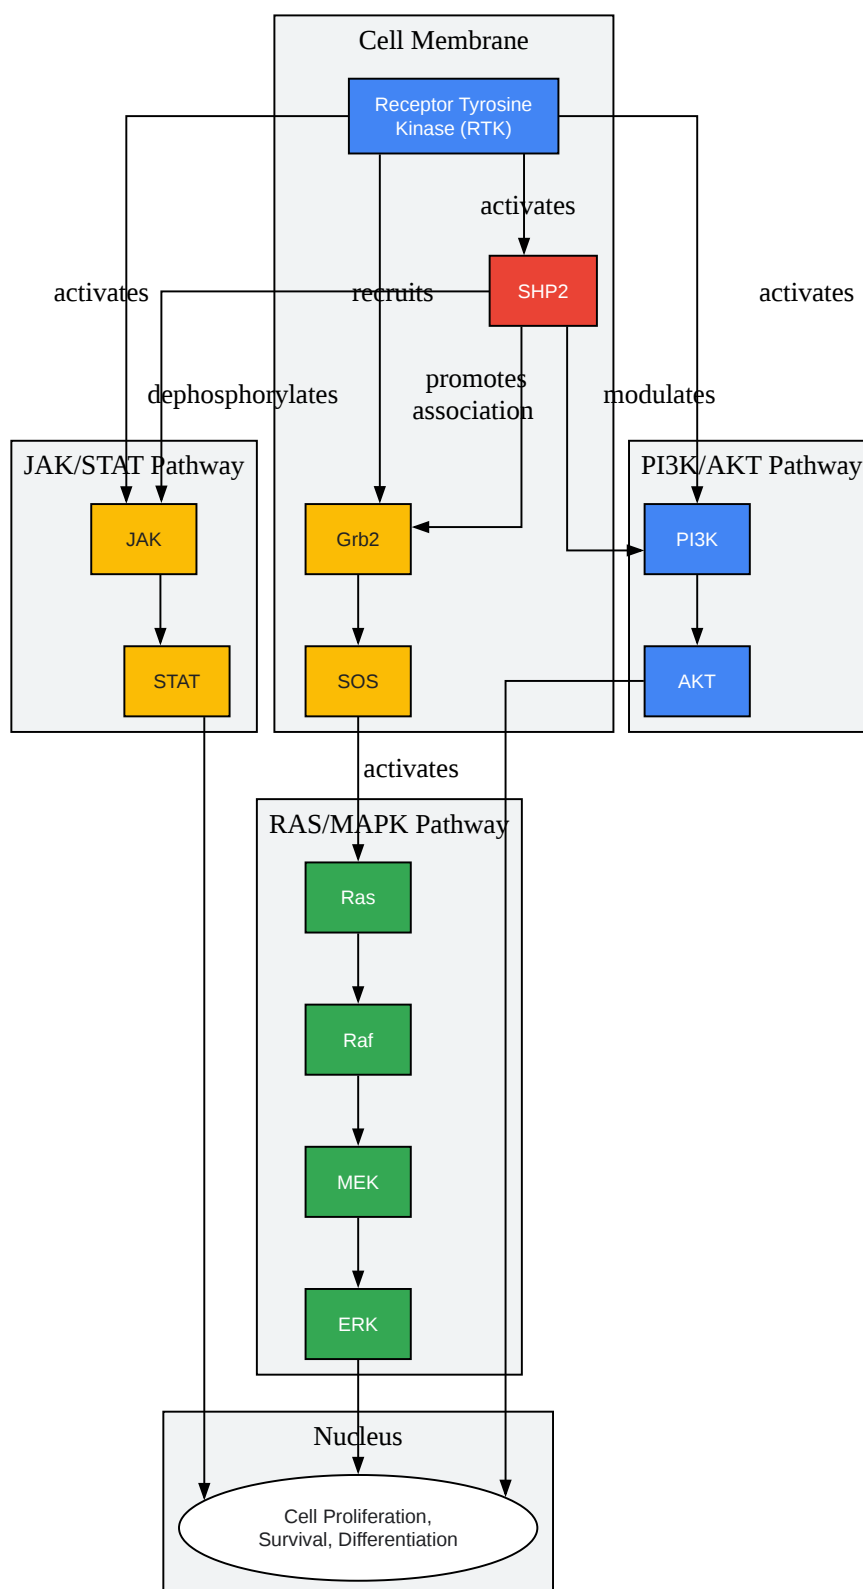 Cell Membrane
Receptor Tyrosine
Kinase (RTK)
activates
SHP2
activates
recruits
activates
dephosphorylates
promotes
association
modulates
JAK/STAT Pathway
PI3K/AKT Pathway
JAK
Grb2
PI3K
STAT
SOS
AKT
activates
RAS/MAPK Pathway
Ras
Raf
MEK
ERK
Nucleus
Cell Proliferation,
Survival, Differentiation